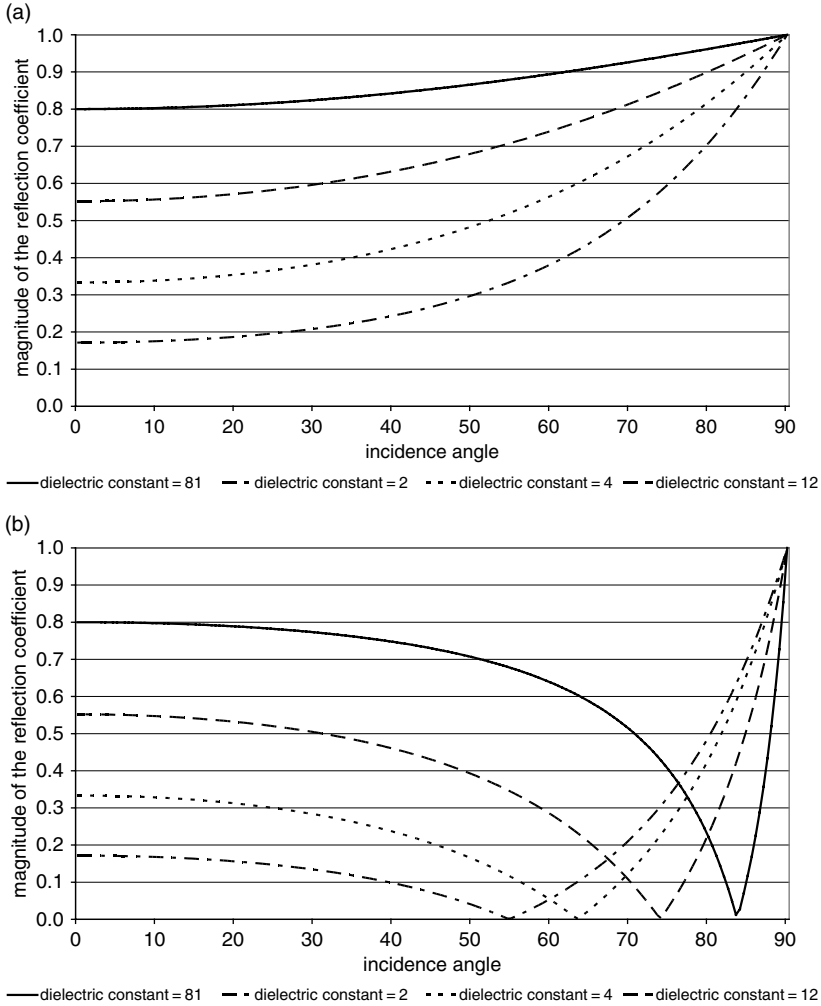 (a)
magnitude of the reflection coefficient
1.0
0.9
0.8
0.7
0.6
0.5
0.4
0.3
0.2
0.1
0.0
0 10 20 30 40 50 60 70 80 90
incidence angle
dielectric constant = 81 dielectric constant = 2 dielectric constant = 4 dielectric constant = 12
(b)
magnitude of the reflection coefficient
1.0
0.9
0.8
0.7
0.6
0.5
0.4
0.3
0.2
0.1
0.0
0 10 20 30 40 50 60 70 80 90
incidence angle
dielectric constant = 81 dielectric constant = 2 dielectric constant = 4 dielectric constant = 12